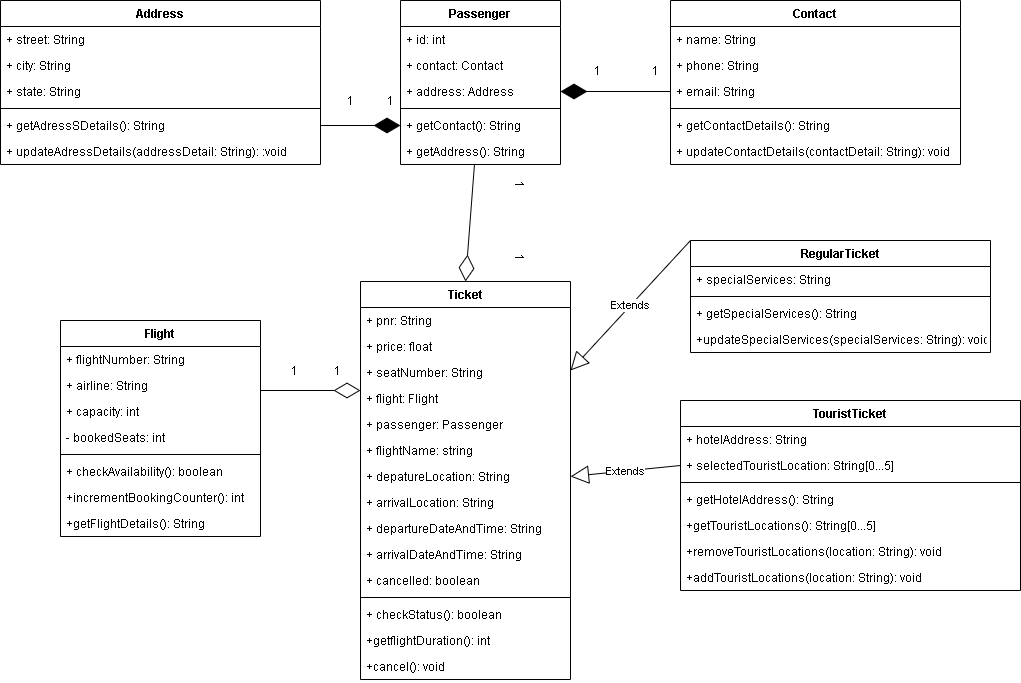 Address
+ street: String
+ city: String
+ state: String
+ getAdressSDetails(): String
+ updateAdressDetails(addressDetail: String): :void
1
1
Passenger
+ id: int
+ contact: Contact
+ address: Address
+ getContact(): String
+ getAddress(): String
1
1
Contact
+ name: String
+ phone: String
+ email: String
+ getContactDetails(): String
+ updateContactDetails(contactDetail: String): void
1
1
Flight
+ flightNumber: String
+ airline: String
+ capacity: int
- bookedSeats: int
+ checkAvailability(): boolean
+incrementBookingCounter(): int
+getFlightDetails(): String
1
1
Ticket
+ pnr: String
+ price: float
+ seatNumber: String
+ flight: Flight
+ passenger: Passenger
+ flightName: string
+ depatureLocation: String
+ arrivalLocation: String
+ departureDateAndTime: String
+ arrivalDateAndTime: String
+ cancelled: boolean
+ checkStatus(): boolean
+getflightDuration(): int
+cancel(): void
Extends
RegularTicket
+ specialServices: String
+ getSpecialServices(): String
+updateSpecialServices(specialServices: String): void
Extends
TouristTicket
+ hotelAddress: String
+ selectedTouristLocation: String[0...5]
+ getHotelAddress(): String
+getTouristLocations(): String[0...5]
+removeTouristLocations(location: String): void
+addTouristLocations(location: String): void